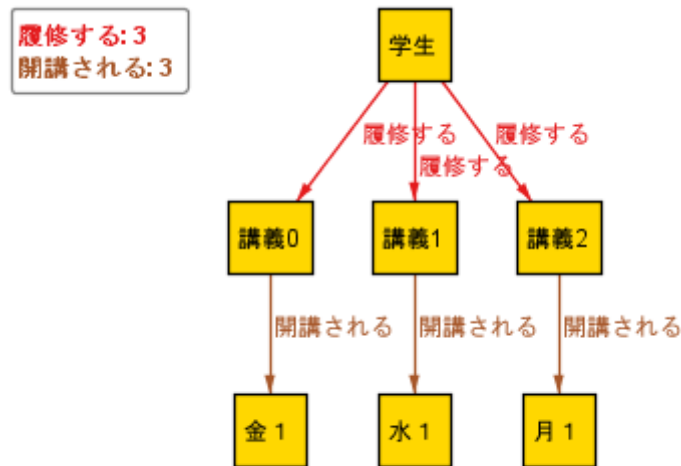 履修する: 3
開講される: 3
学生
履修する
履修する
履修する
講義0
講義1
講義2
開講される
開講される
開講される
金 1
水 1
月 1